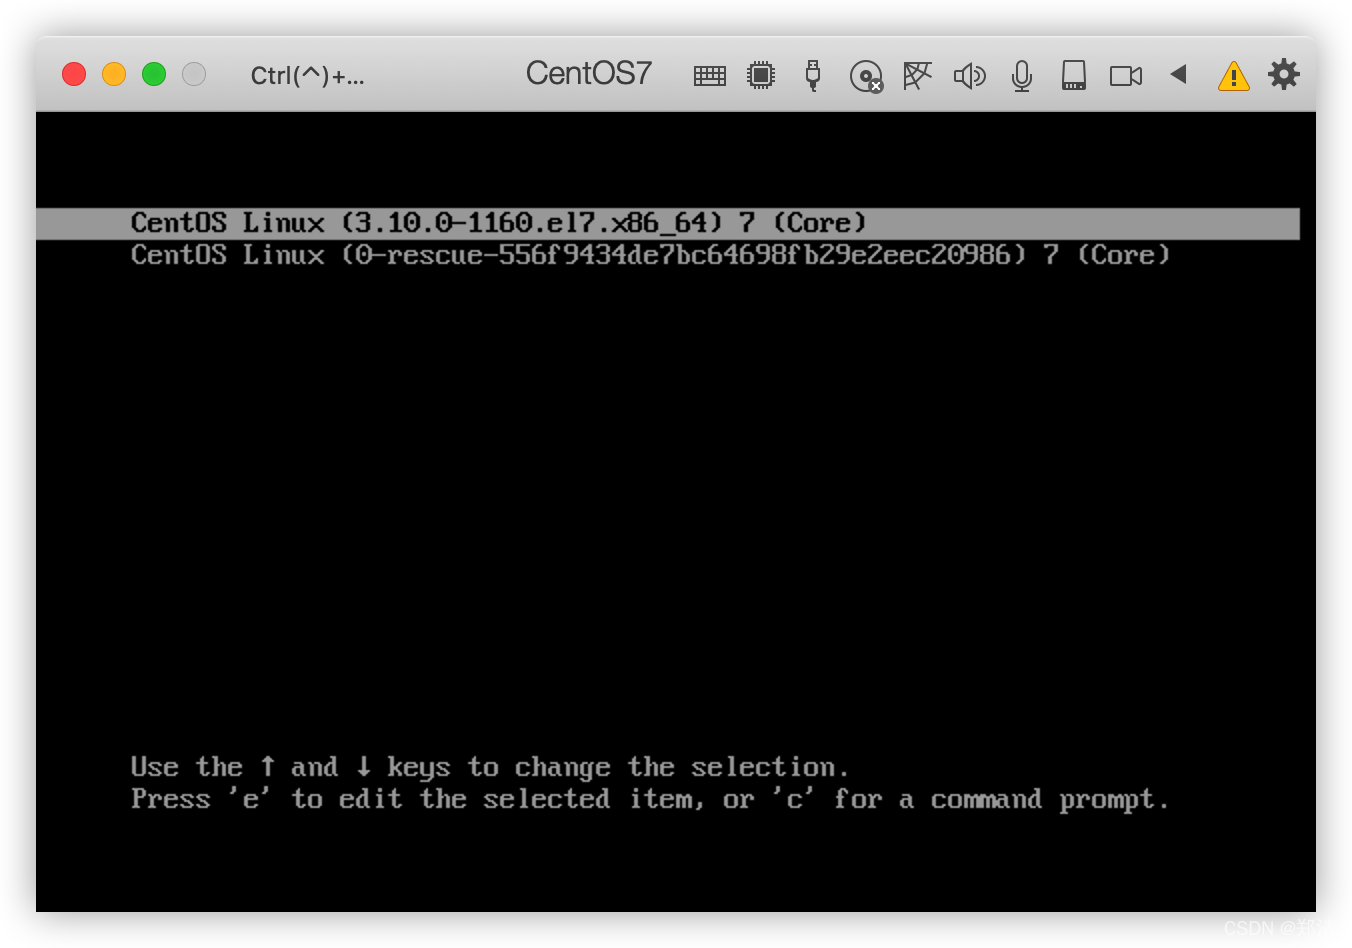 Ctrl(^)+...
CentOS7
CentOS Linux (3.10.0-1160.el7.x86_64) 7 (Core)
CentOS Linux (0-rescue-556f9434de7bc64698fb29e2eec20986) 7 (Core)
Use the ↑ and ↓ keys to change the selection.
Press 'e' to edit the selected item, or 'c' for a command prompt.
CSDN